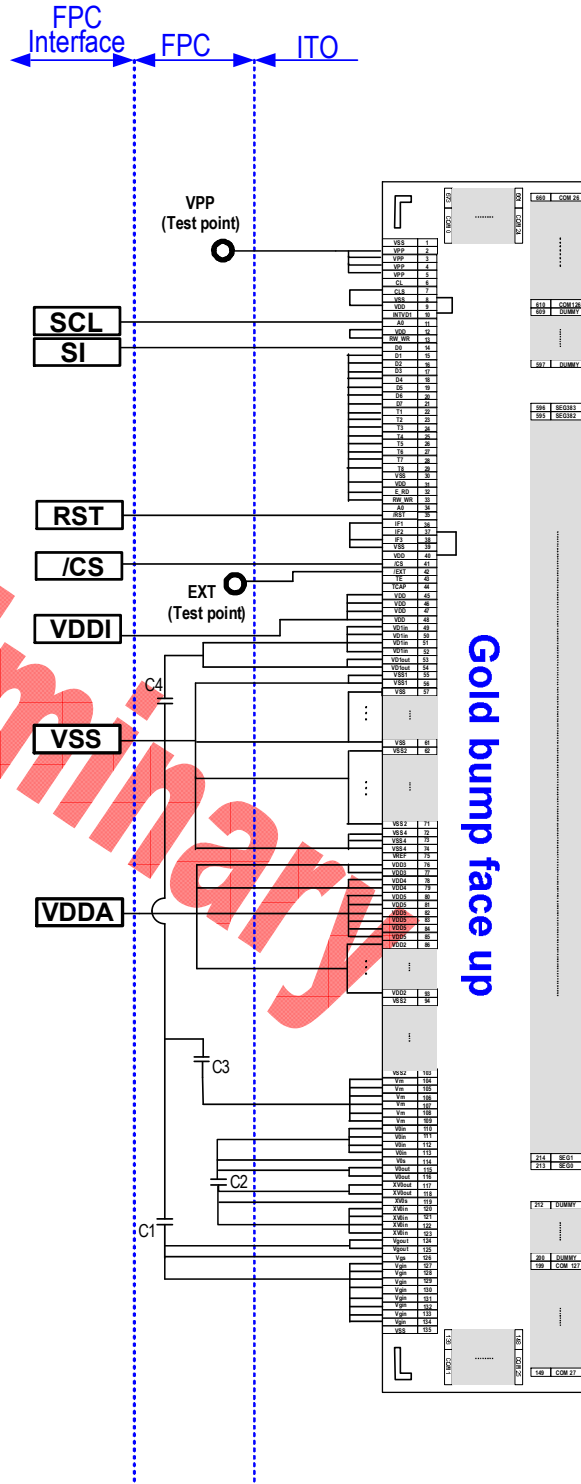 FPC Interface
FPC
ITO
VPP
(Test point)
SCL
SI
RST
/CS
EXT
(Test point)
VDDI
C4
VSS
VDDA
C3
C2
C1
minary
Gold bump face up
VSS 1
VPP 2
VPP 3
VPP 4
VPP 5
CL 6
CLS 7
VSS 8
VDD 9
INTVD1 10
A0 11
VDD 12
RW_WR 13
D0 14
D1 15
D2 16
D3 17
D4 18
D5 19
D6 20
D7 21
T1 22
T2 23
T3 24
T4 25
T5 26
T6 27
T7 28
T8 29
VSS 30
VDD 31
E_RD 32
RW_WR 33
A0 34
/RST 35
IF1 36
IF2 37
IF3 38
VSS 39
VDD 40
/CS 41
/EXT 42
TE 43
TCAP 44
VDD 45
VDD 46
VDD 47
VDD 48
VD1in 49
VD1in 50
VD1in 51
VD1in 52
VD1out 53
VD1out 54
VSS1 55
VSS1 56
VSS 57
VSS 61
VSS2 62
VSS2 71
VSS4 72
VSS4 73
VSS4 74
VREF 75
VDD3 76
VDD3 77
VDD4 78
VDD4 79
VDD5 80
VDD5 81
VDD5 82
VDD5 83
VDD5 84
VDD5 85
VDD2 86
VDD2 93
VSS2 94
VSS2 103
Vm 104
Vm 105
Vm 106
Vm 107
Vm 108
Vm 109
V0in 110
V0in 111
V0in 112
V0in 113
V0s 114
V0out 115
V0out 116
XV0out 117
XV0out 118
XV0s 119
XV0in 120
XV0in 121
XV0in 122
XV0in 123
Vgout 124
Vgout 125
Vgs 126
Vgin 127
Vgin 128
Vgin 129
Vgin 130
Vgin 131
Vgin 132
Vgin 133
Vgin 134
VSS 135
COM 0
COM 24
COM 1
COM 25
660 COM 26
610 COM126
609 DUMMY
597 DUMMY
596 SEG383
595 SEG382
214 SEG1
213 SEG0
212 DUMMY
200 DUMMY
199 COM 127
149 COM 27